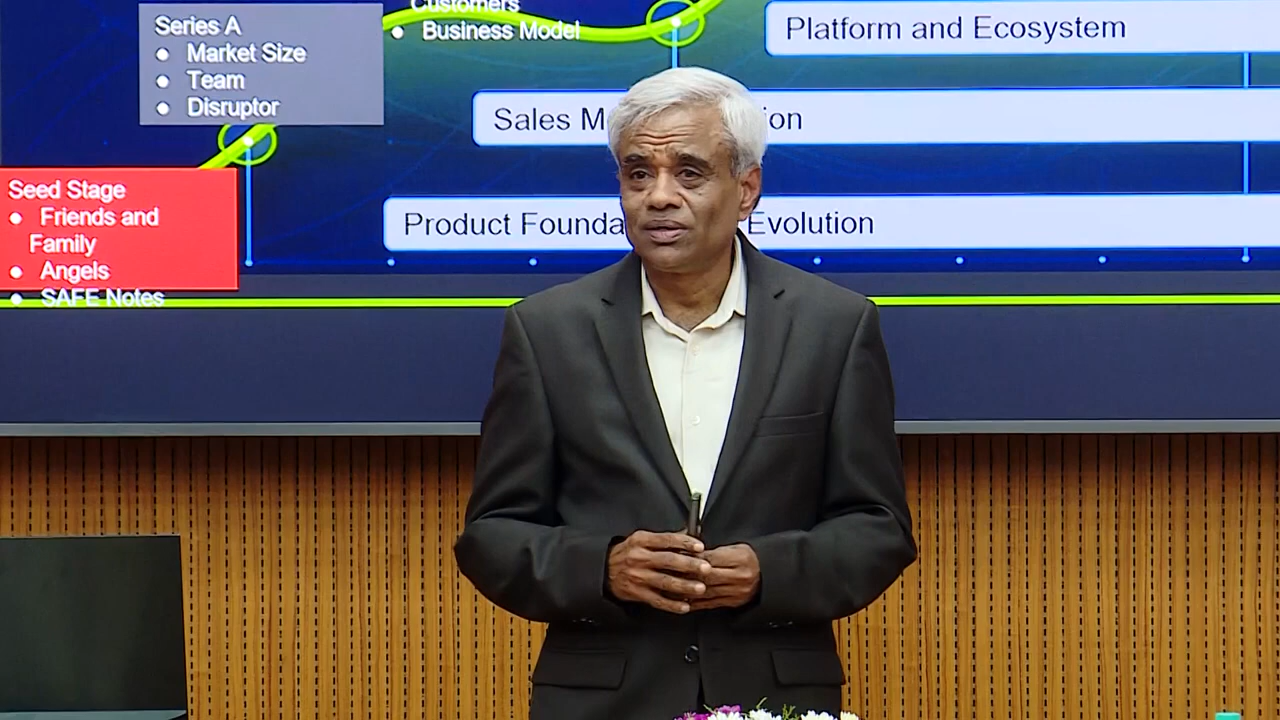 Customers
Series A
• Business Model
• Market Size
• Team
• Disruptor
Platform and Ecosystem
Sales M
ion
Seed Stage
• Friends and
Family
• Angels
• SAFE Notes
Product Founda
Evolution